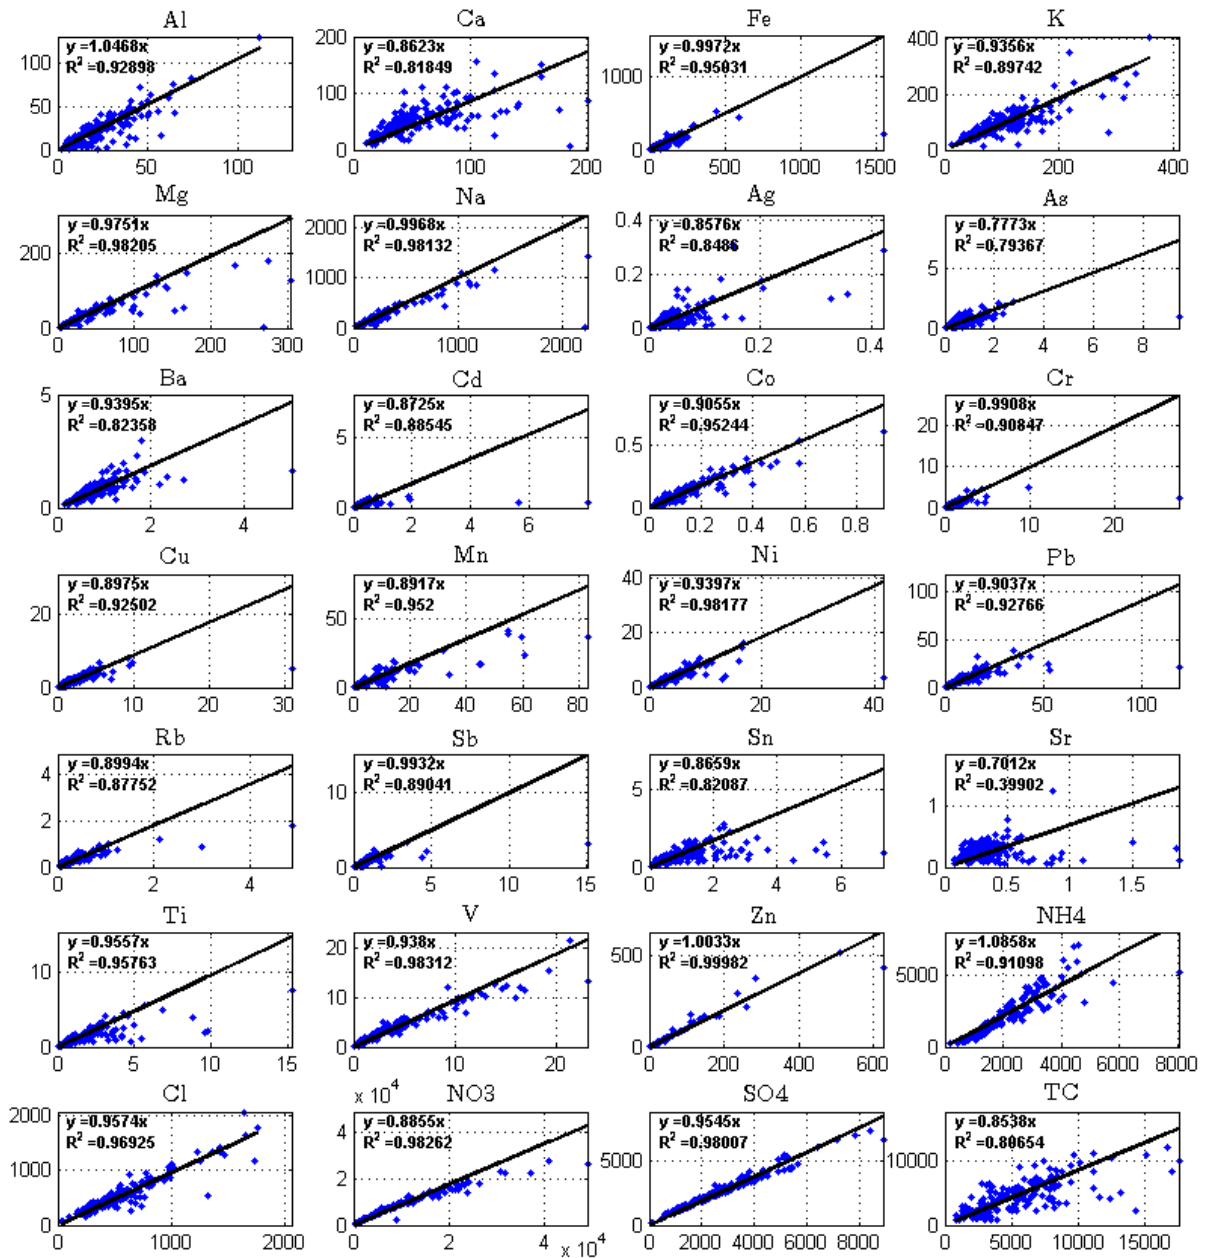 Al Ca Fe K
y =1.0468x y =0.8623x y =0.9972x y =0.9356x
R² =0.92898 R² =0.81849 R² =0.95031 R² =0.89742
100 50 0 200 150 100 50 0 1000 0 400 200 0
0 50 100 0 100 200 0 500 1000 1500 0 200 400
Mg Na Ag As
y =0.9751x y =0.9968x y =0.8576x y =0.7773x
R² =0.98205 R² =0.98132 R² =0.8486 R² =0.79367
200 0 2000 1000 0 0.4 0.2 0 5 0
0 100 200 300 0 1000 2000 0 0.2 0.4 0 2 4 6 8
Ba Cd Co Cr
y =0.9395x y =0.8725x y =0.9055x y =0.9908x
R² =0.82358 R² =0.88545 R² =0.95244 R² =0.90847
5 0 5 0 0.5 0 20 10 0
0 2 4 0 2 4 6 0 0.2 0.4 0.6 0.8 0 10 20
Cu Mn Ni Pb
y =0.8975x y =0.8917x y =0.9397x y =0.9037x
R² =0.92502 R² =0.952 R² =0.98177 R² =0.92766
20 0 50 0 40 20 0 100 50 0
0 10 20 30 0 20 40 60 80 0 20 40 0 50 100
Rb Sb Sn Sr
y =0.8994x y =0.9932x y =0.8659x y =0.7012x
R² =0.87752 R² =0.89041 R² =0.82087 R² =0.39902
4 2 0 10 0 5 0 1 0
0 2 4 0 5 10 15 0 2 4 6 0 0.5 1 1.5
Ti V Zn NH4
y =0.9557x y =0.938x y =1.0033x y =1.0858x
R² =0.95763 R² =0.98312 R² =0.99982 R² =0.91098
10 0 20 10 0 500 0 5000 0
0 5 10 15 0 10 20 0 200 400 600 0 2000 4000 6000 8000
Cl x 10⁴ NO3 SO4 TC
y =0.9574x y =0.8855x y =0.9545x y =0.8538x
R² =0.96925 R² =0.98262 R² =0.98007 R² =0.80654
2000 1000 0 4 2 0 5000 0 10000 0
0 1000 2000 0 2 4 x 10⁴ 0 2000 4000 6000 8000 0 5000 10000 15000